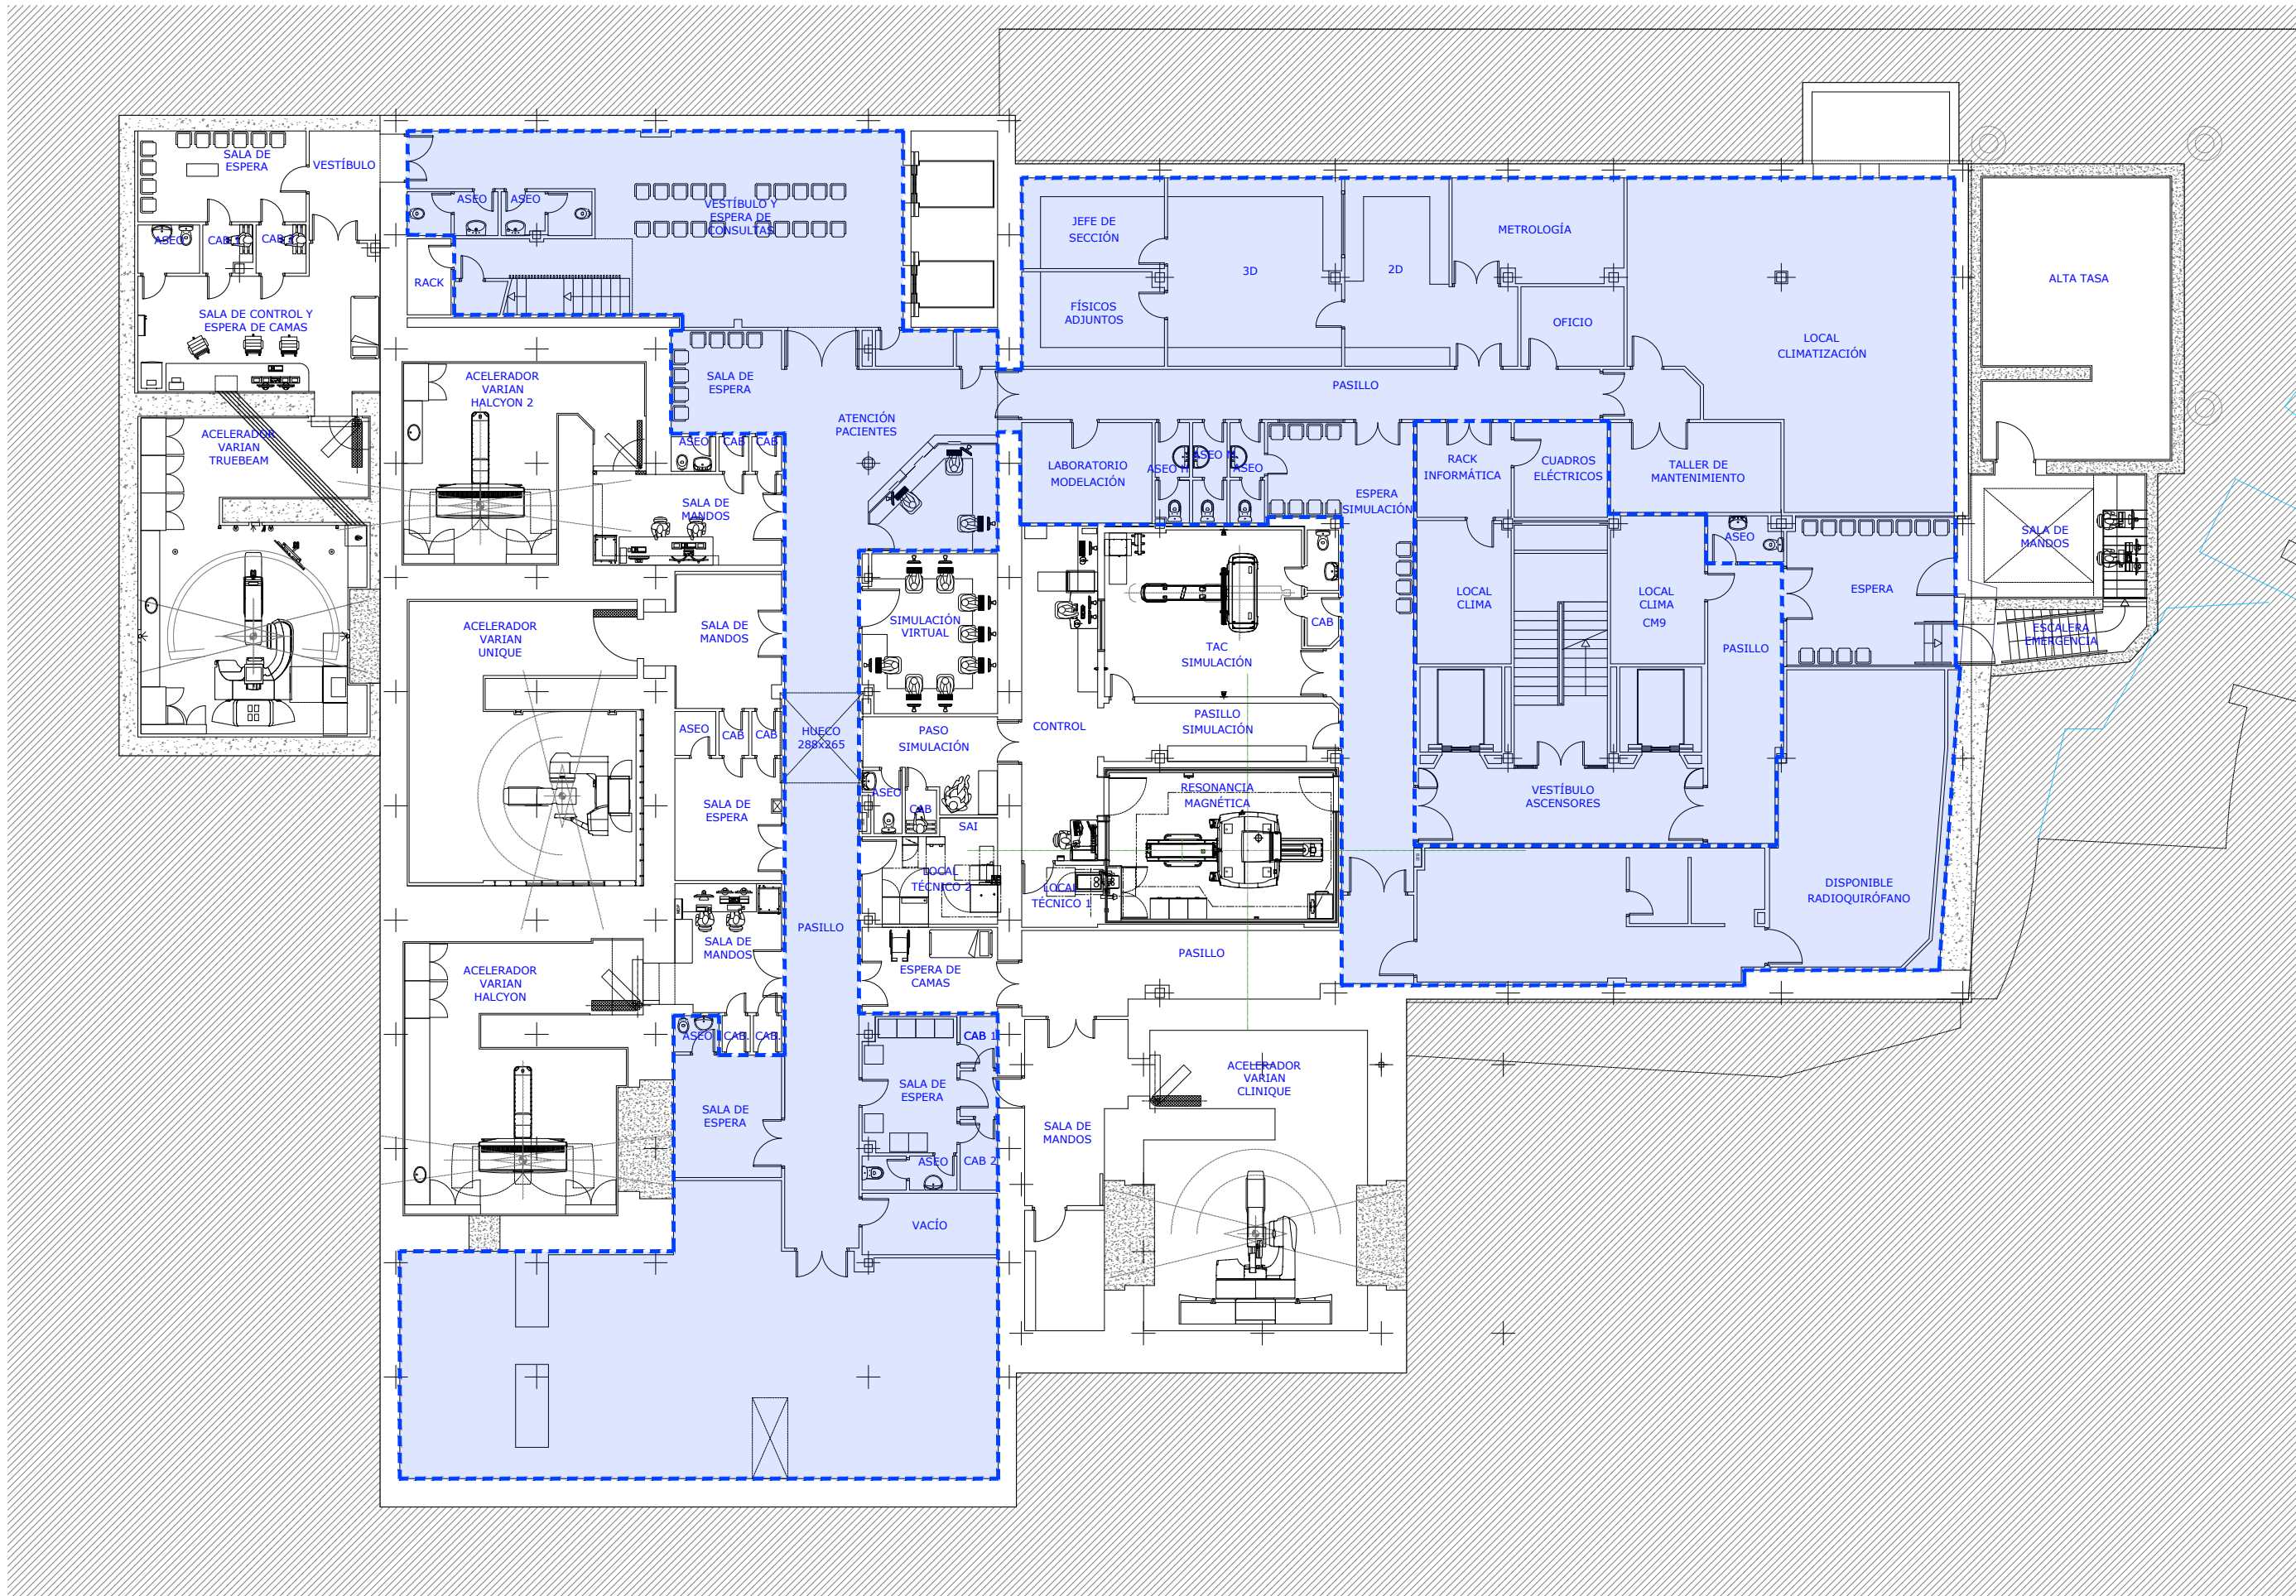 SALA DE
ESPERA
VESTÍBULO
ASEO
CAB 1
CAB 2
SALA DE CONTROL Y
ESPERA DE CAMAS
ACELERADOR
VARIAN
TRUEBEAM
ASEO
ASEO
VESTÍBULO Y
ESPERA DE
CONSULTAS
RACK
ACELERADOR
VARIAN
HALCYON 2
SALA DE
ESPERA
ATENCIÓN
PACIENTES
ASEO
CAB
CAB
SALA DE
MANDOS
ACELERADOR
VARIAN
UNIQUE
SALA DE
MANDOS
ASEO
CAB
CAB
HUECO
288x265
SALA DE
ESPERA
SALA DE
MANDOS
PASILLO
ACELERADOR
VARIAN
HALCYON
ASEO
CAB.
CAB.
SALA DE
ESPERA
SIMULACIÓN
VIRTUAL
PASO
SIMULACIÓN
ASEO
CAB
SAI
LOCAL
TÉCNICO 2
ESPERA DE
CAMAS
CAB 1
SALA DE
ESPERA
ASEO
CAB 2
VACÍO
JEFE DE
SECCIÓN
FÍSICOS
ADJUNTOS
3D
2D
METROLOGÍA
OFICIO
LOCAL
CLIMATIZACIÓN
ALTA TASA
PASILLO
LABORATORIO
MODELACIÓN
ASEO H
ASEO M
ASEO
ESPERA
SIMULACIÓN
RACK
INFORMÁTICA
CUADROS
ELÉCTRICOS
TALLER DE
MANTENIMIENTO
ASEO
SALA DE
MANDOS
ESPERA
ESCALERA
EMERGENCIA
LOCAL
CLIMA
LOCAL
CLIMA
CM9
PASILLO
CAB
TAC
SIMULACIÓN
CONTROL
PASILLO
SIMULACIÓN
RESONANCIA
MAGNÉTICA
LOCAL
TÉCNICO 1
VESTÍBULO
ASCENSORES
DISPONIBLE
RADIOQUIRÓFANO
PASILLO
ACELERADOR
VARIAN
CLINIQUE
SALA DE
MANDOS